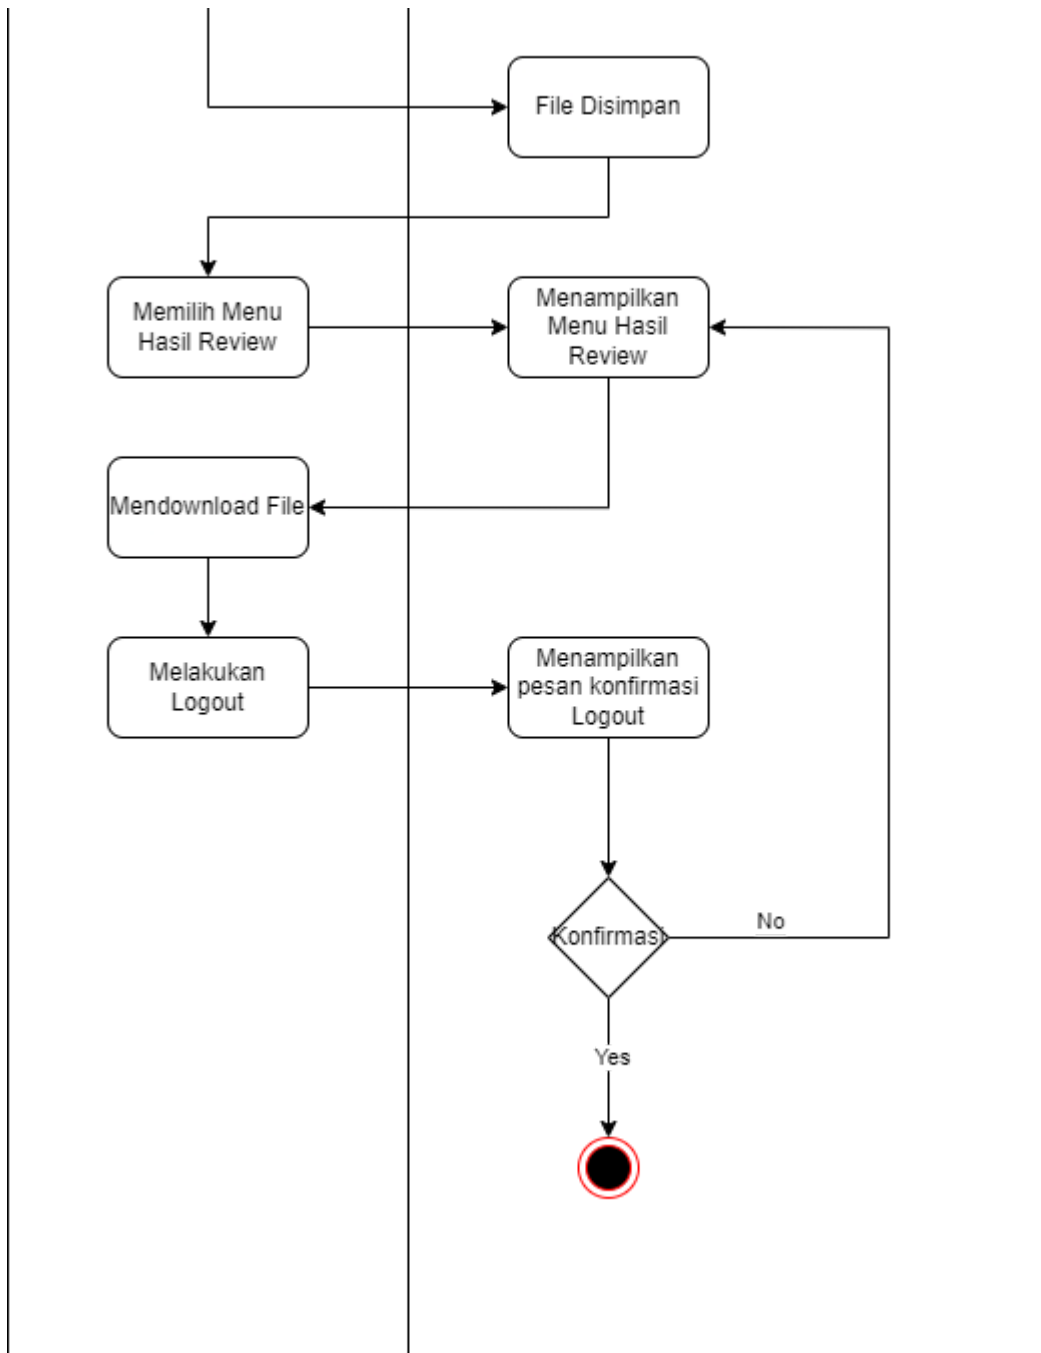 File Disimpan
Memilih Menu
Hasil Review
Menampilkan
Menu Hasil
Review
Mendownload File
Melakukan
Logout
Menampilkan
pesan konfirmasi
Logout
Konfirmasi
No
Yes